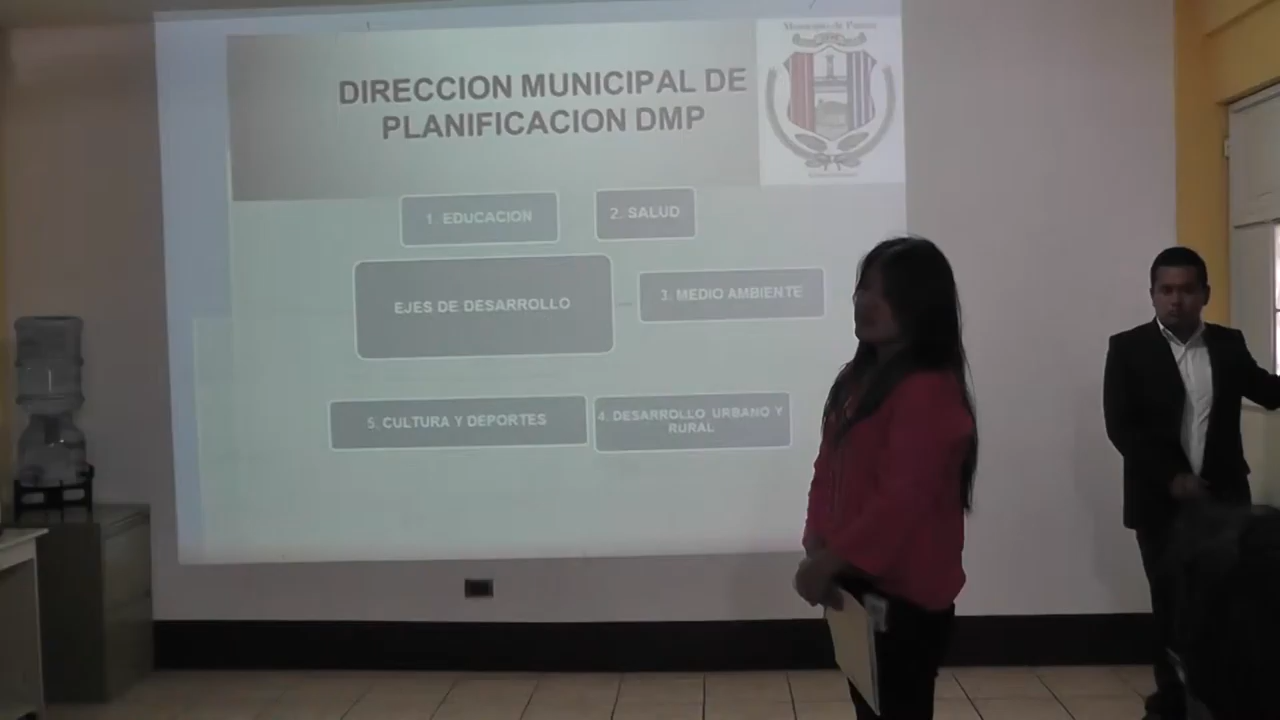 DIRECCION MUNICIPAL DE
PLANIFICACION DMP
1. EDUCACION
2. SALUD
EJES DE DESARROLLO
3. MEDIO AMBIENTE
5. CULTURA Y DEPORTES
4. DESARROLLO URBANO Y
RURAL